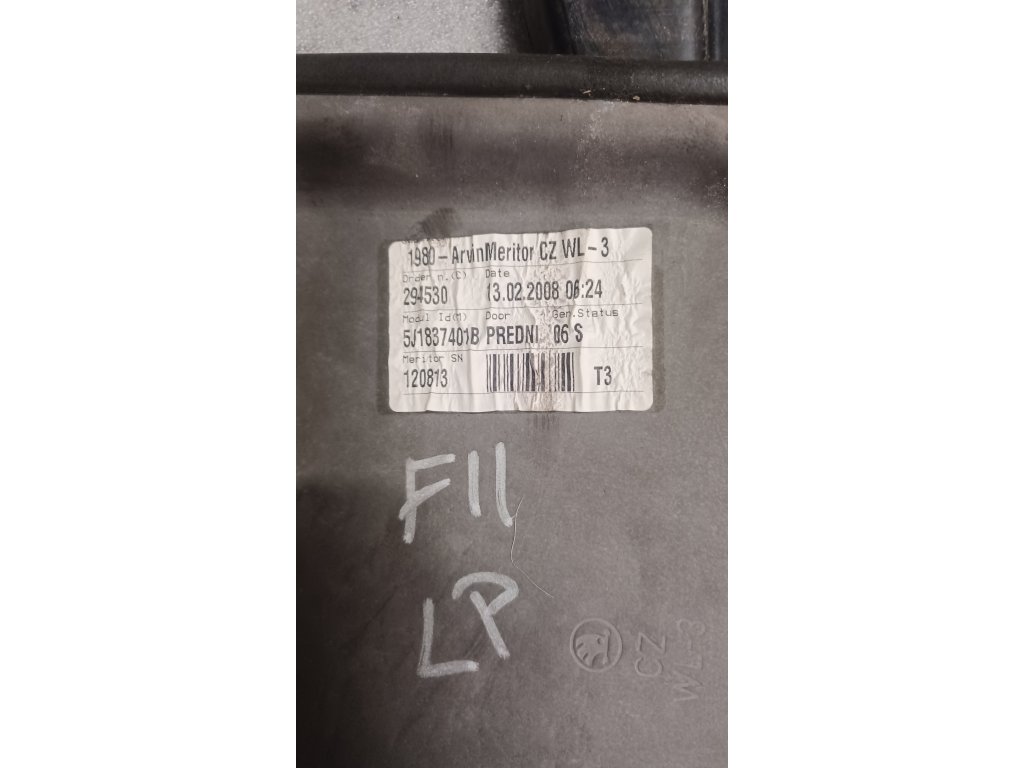 1980-ArvinMeritor CZ WL-3
Order n.(C) Date
294530 13.02.2008 06:24
Modul Id(M) Door Gen.Status
5J1837401B PREDNI 06 S
Meritor SN
120813 T3
FII
LP
CZ
WL-3